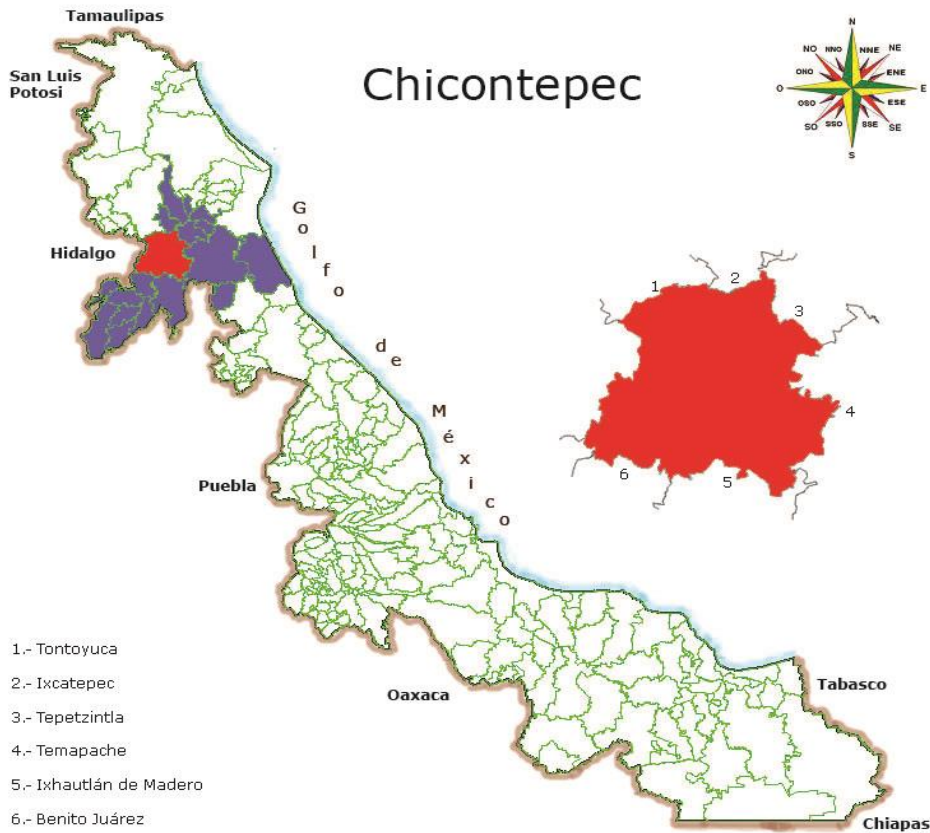 Tamaulipas
San Luis
Potosi
Chicontepec
N
NNO
NNE
NO
NE
ONO
ENE
O
E
OSO
ESE
SO
SSO
SSE
SE
S
Hidalgo
Golfo de México
1
2
3
4
5
6
Puebla
Oaxaca
Tabasco
Chiapas
1.- Tontoyuca
2.- Ixcatepec
3.- Tepetzintla
4.- Temapache
5.- Ixhautlán de Madero
6.- Benito Juárez